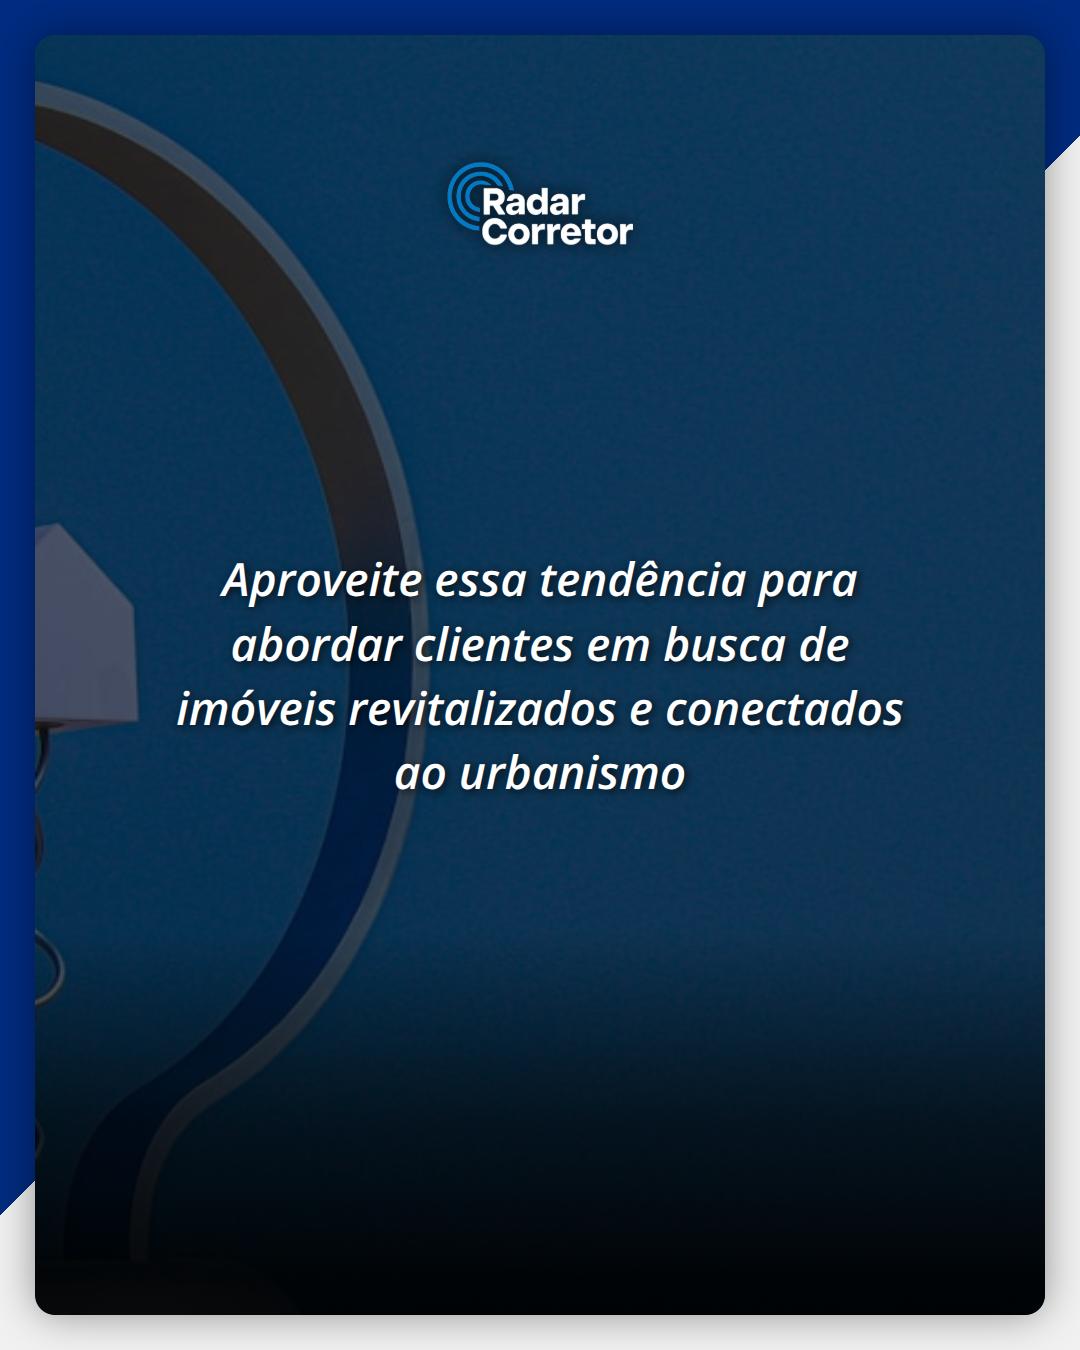 Radar
Corretor
Aproveite essa tendência para
abordar clientes em busca de
imóveis revitalizados e conectados
ao urbanismo